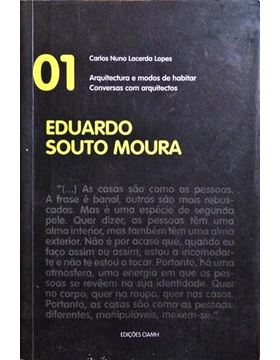 01
Carlos Nuno Lacerda Lopes
Arquitectura e modos de habitar
Conversas com arquitectos
EDUARDO
SOUTO MOURA
"(...) As casas são como as pessoas.
A frase é banal, outras são mais rebus-
cadas. Mas é uma espécie de segunda
pele. Quer dizer, as pessoas têm uma
alma interior, mas também têm uma alma
exterior. Não é por acaso que, quando eu
faço assim ou assim, estou a incomodar-
te e não te estou a tocar. Portanto, há uma
atmosfera, uma energia em que as pes-
soas se revêem na sua identidade. Quer
no corpo, quer na roupa, quer nas casas.
Portanto, as casas são como as pessoas
diferentes, manipuláveis, mexem-se."
EDIÇÕES CIAMH